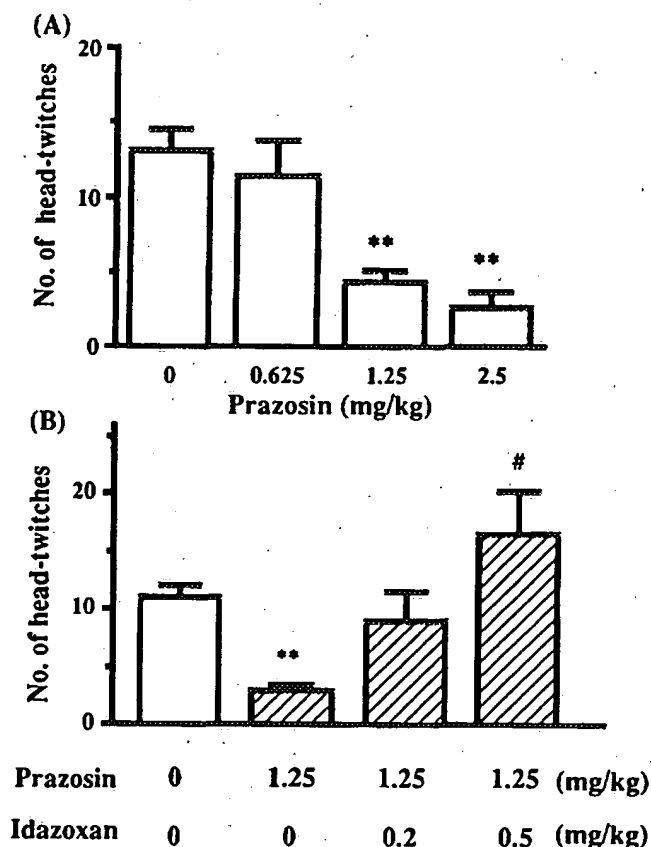 (A)
No. of head-twitches
20
10
0
**
**
0 0.625 1.25 2.5
Prazosin (mg/kg)
(B)
No. of head-twitches
20
10
0
**
#
Prazosin 0 1.25 1.25 1.25 (mg/kg)
Idazoxan 0 0 0.2 0.5 (mg/kg)